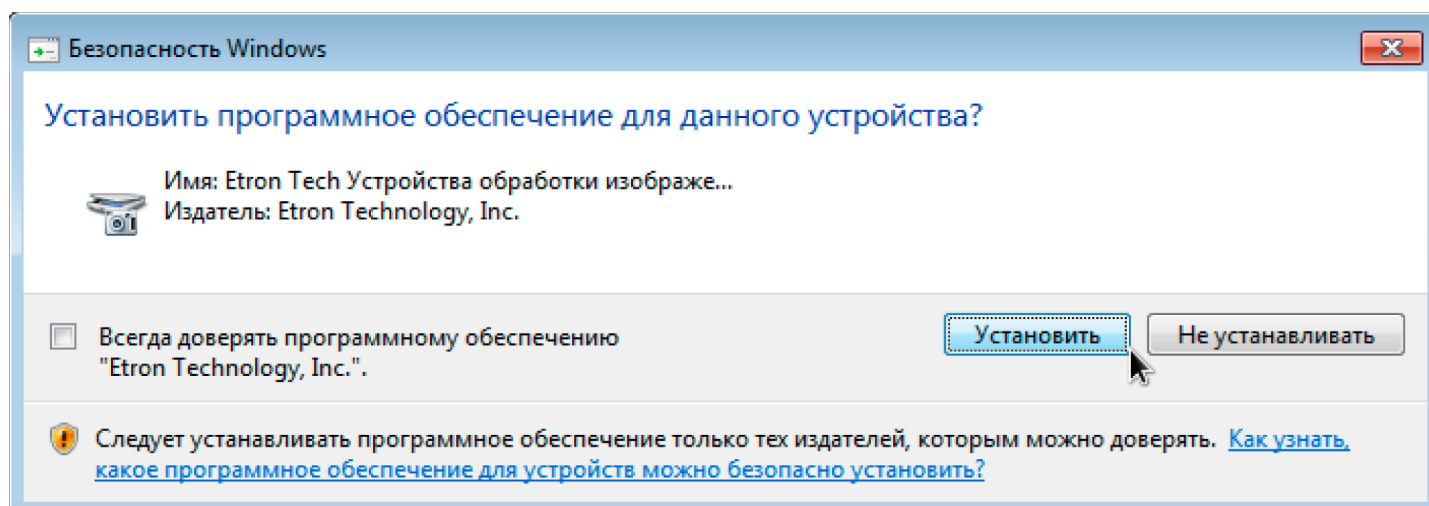 Безопасность Windows
Установить программное обеспечение для данного устройства?
Имя: Etron Tech Устройства обработки изображе...
Издатель: Etron Technology, Inc.
Всегда доверять программному обеспечению
"Etron Technology, Inc.".
Установить
Не устанавливать
Следует устанавливать программное обеспечение только тех издателей, которым можно доверять. Как узнать,
какое программное обеспечение для устройств можно безопасно установить?